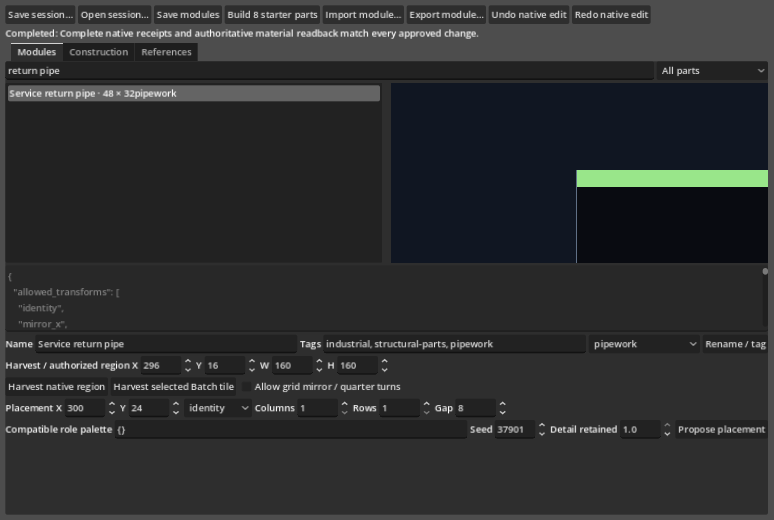 Save session... Open session... Save modules Build 8 starter parts Import module... Export module... Undo native edit Redo native edit
Completed: Complete native receipts and authoritative material readback match every approved change.
Modules Construction References
return pipe All parts
Service return pipe · 48 × 32pipework
{
"allowed_transforms": [
"identity",
"mirror_x",
Name Service return pipe Tags industrial, structural-parts, pipework pipework Rename / tag
Harvest / authorized region X 296 Y 16 W 160 H 160
Harvest native region Harvest selected Batch tile Allow grid mirror / quarter turns
Placement X 300 Y 24 identity Columns 1 Rows 1 Gap 8
Compatible role palette {} Seed 37901 Detail retained 1.0 Propose placement